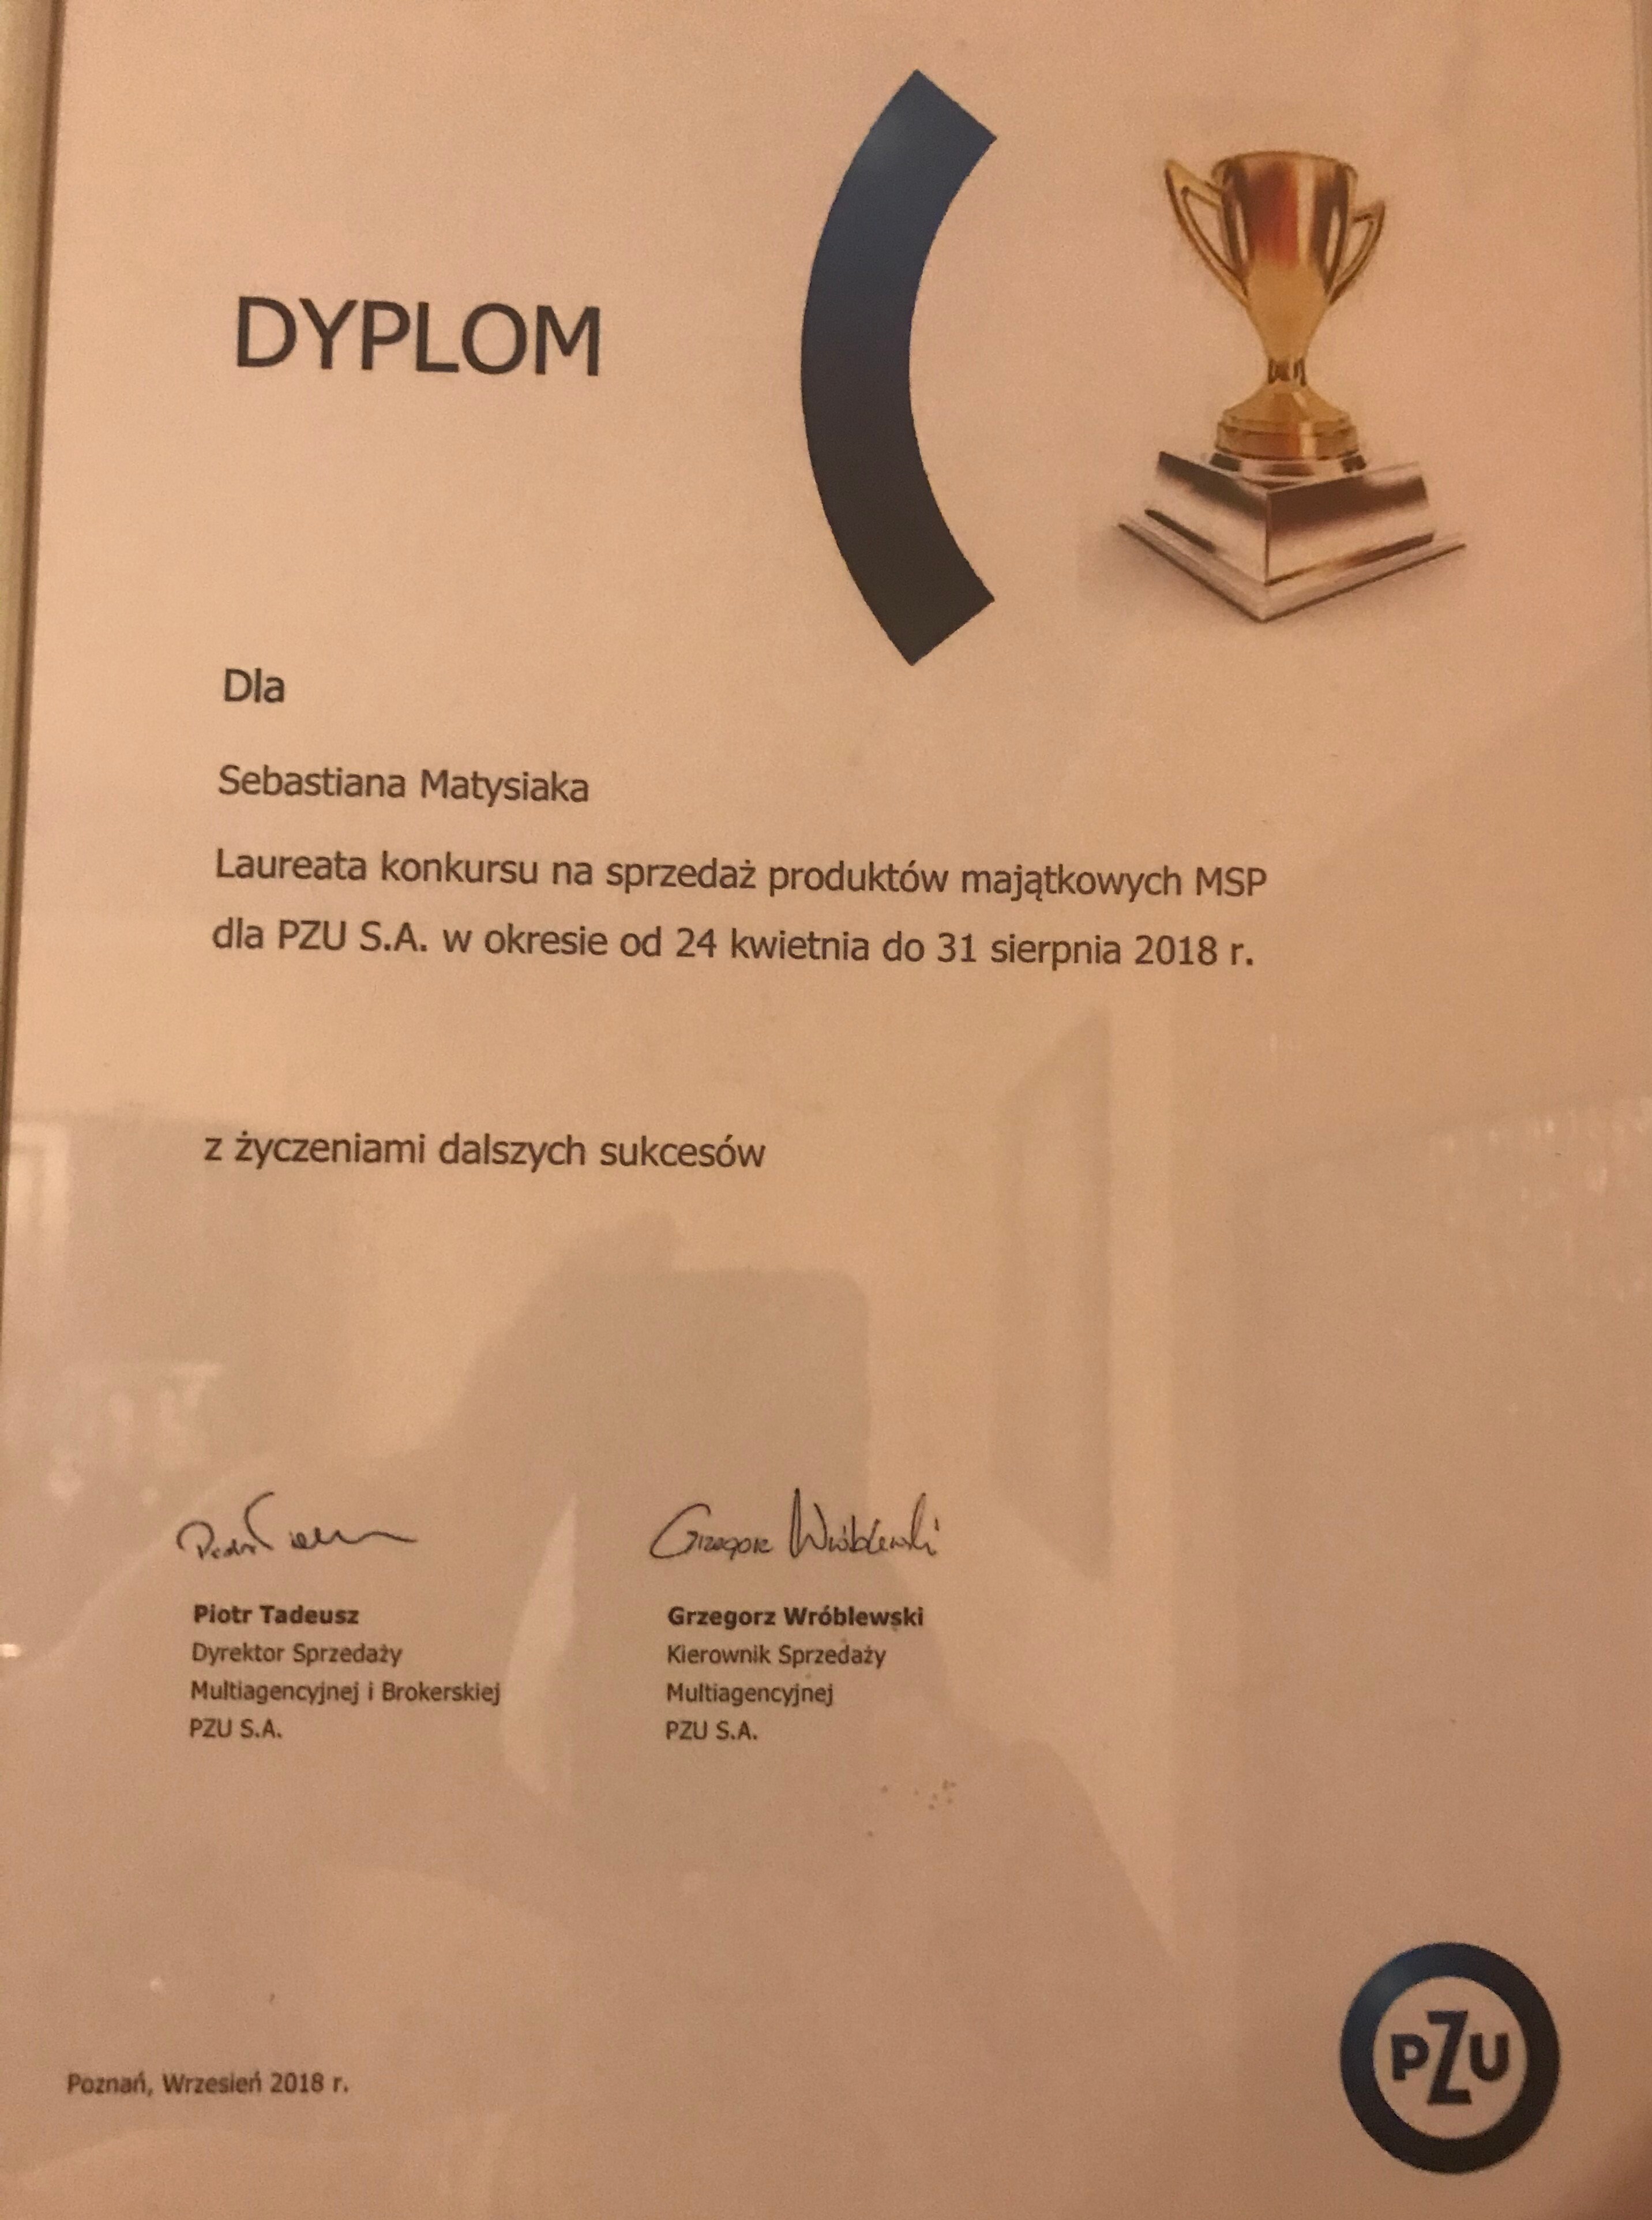 DYPLOM
Dla
Sebastiana Matysiaka
Laureata konkursu na sprzedaż produktów majątkowych MSP
dla PZU S.A. w okresie od 24 kwietnia do 31 sierpnia 2018 r.
z życzeniami dalszych sukcesów
Grzegorz Wróblewski
Piotr Tadeusz
Dyrektor Sprzedaży
Multiagencyjnej i Brokerskiej
PZU S.A.
Grzegorz Wróblewski
Kierownik Sprzedaży
Multiagencyjnej
PZU S.A.
Poznań, Wrzesień 2018 r.
PZU